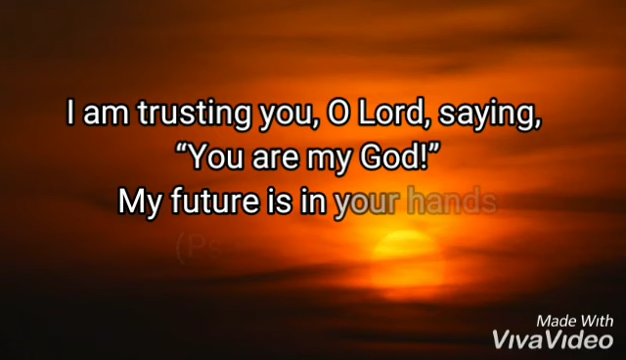 I am trusting you, O Lord, saying,
“You are my God!”
My future is in your hands
Made With
VivaVideo